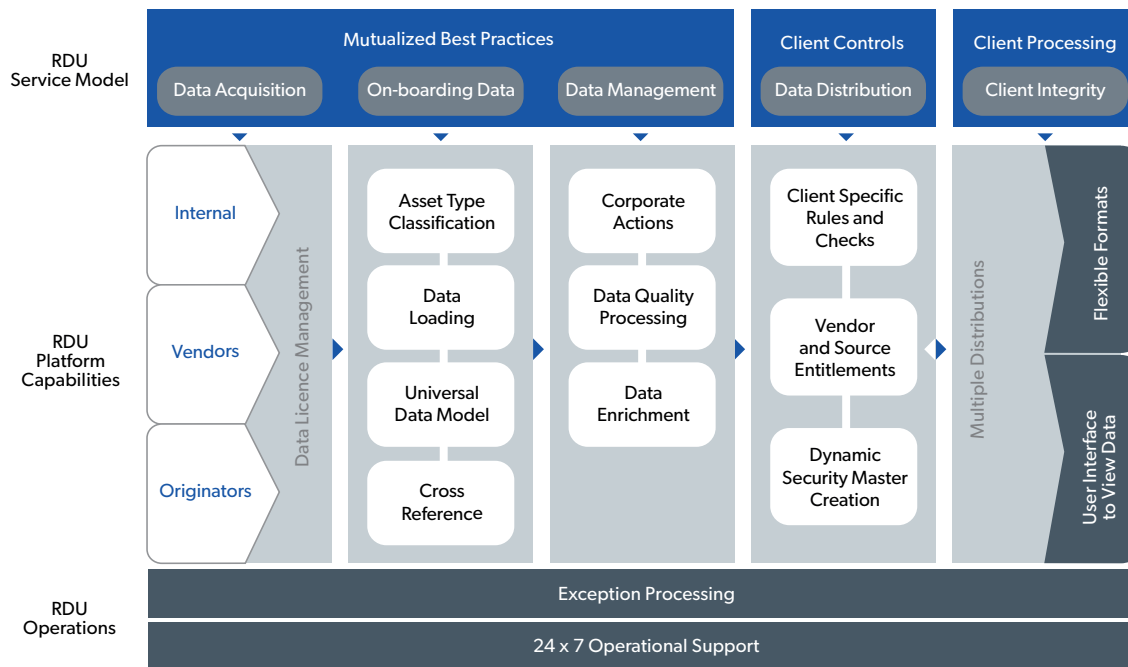 RDU
Service Model
Mutualized Best Practices
Client Controls
Client Processing
Data Acquisition
On-boarding Data
Data Management
Data Distribution
Client Integrity
RDU
Platform
Capabilities
Internal
Vendors
Originators
Data Licence Management
Asset Type
Classification
Data
Loading
Universal
Data Model
Cross
Reference
Corporate
Actions
Data Quality
Processing
Data
Enrichment
Client Specific
Rules and
Checks
Vendor
and Source
Entitlements
Dynamic
Security Master
Creation
Multiple Distributions
Flexible Formats
User Interface
to View Data
RDU
Operations
Exception Processing
24 x 7 Operational Support